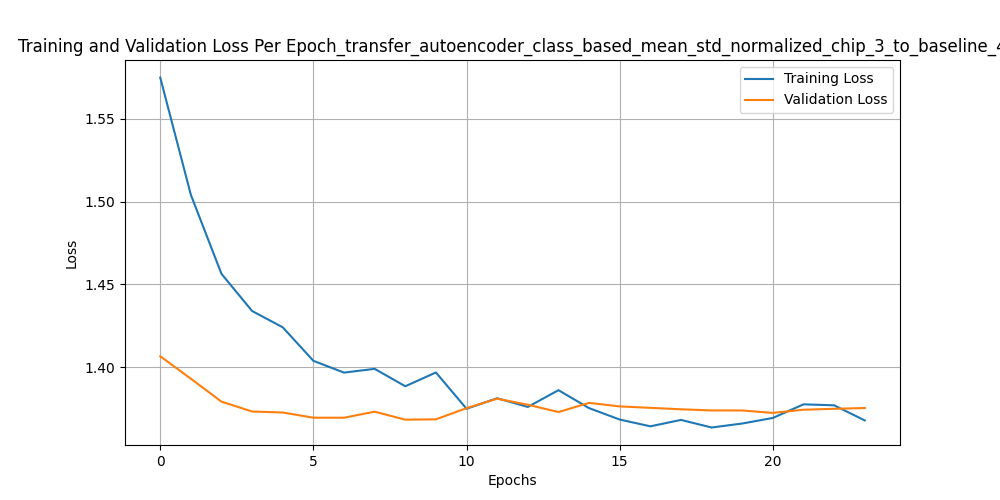 Training and Validation Loss Per Epoch_transfer_autoencoder_class_based_mean_std_normalized_chip_3_to_baseline_4
Training Loss
Validation Loss
1.55
1.50
1.45
1.40
Loss
0
5
10
15
20
Epochs